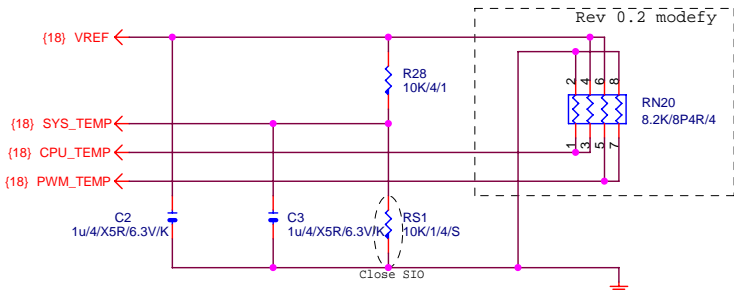 Rev 0.2 modefy
{18} VREF
R28
10K/4/1
2 4 6 8
RN20
8.2K/8P4R/4
{18} SYS_TEMP
1 3 5 7
{18} CPU_TEMP
{18} PWM_TEMP
C2
1u/4/X5R/6.3V/K
C3
1u/4/X5R/6.3V/K
RS1
10K/1/4/S
Close SIO